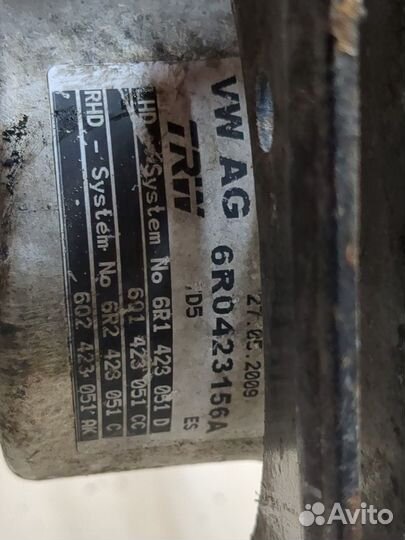 VW AG 6R0423156A
27.05.2009
TRW D5 ES
LHD - System No 6R1 423 051 D
6Q1 423 051 CC
RHD - System No 6R2 423 051 C
6Q2 423 051 AK
Avito